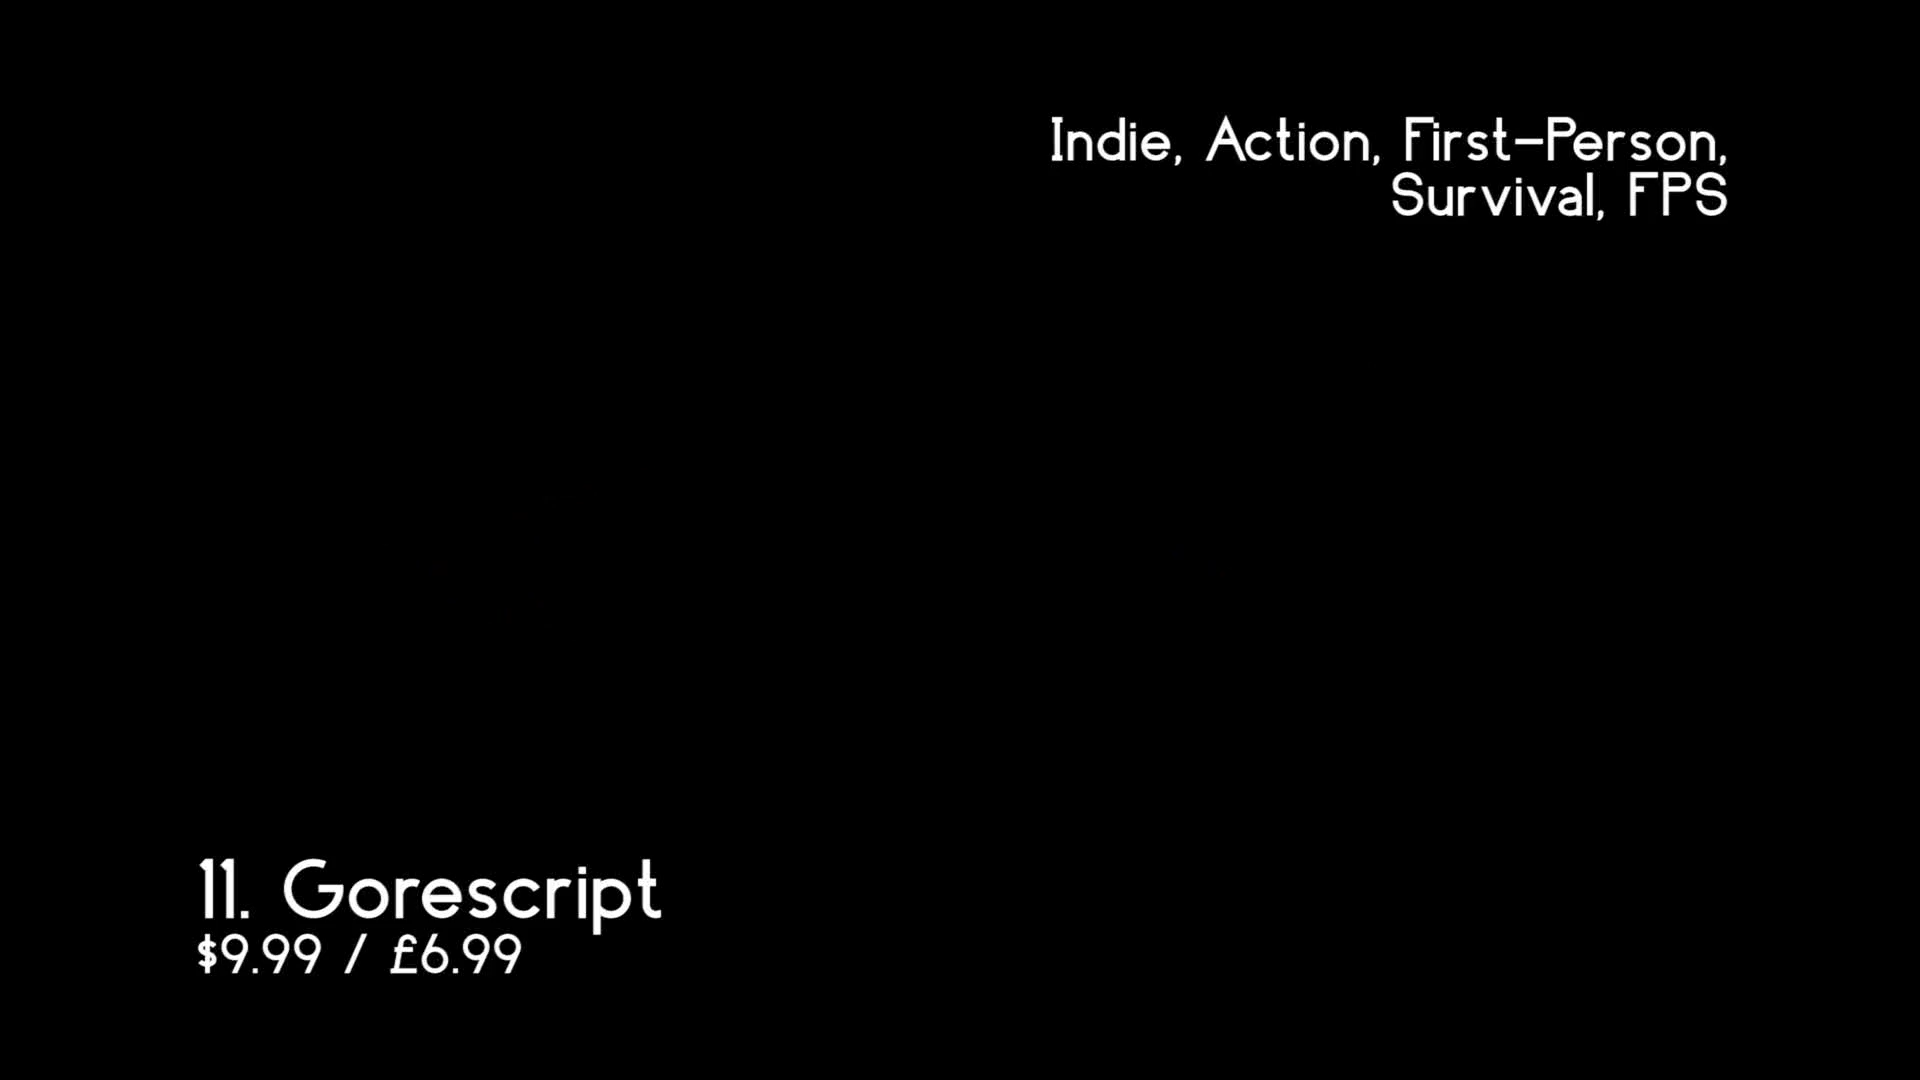 Indie, Action, First-Person,
Survival, FPS
11. Gorescript
$9.99 / £6.99